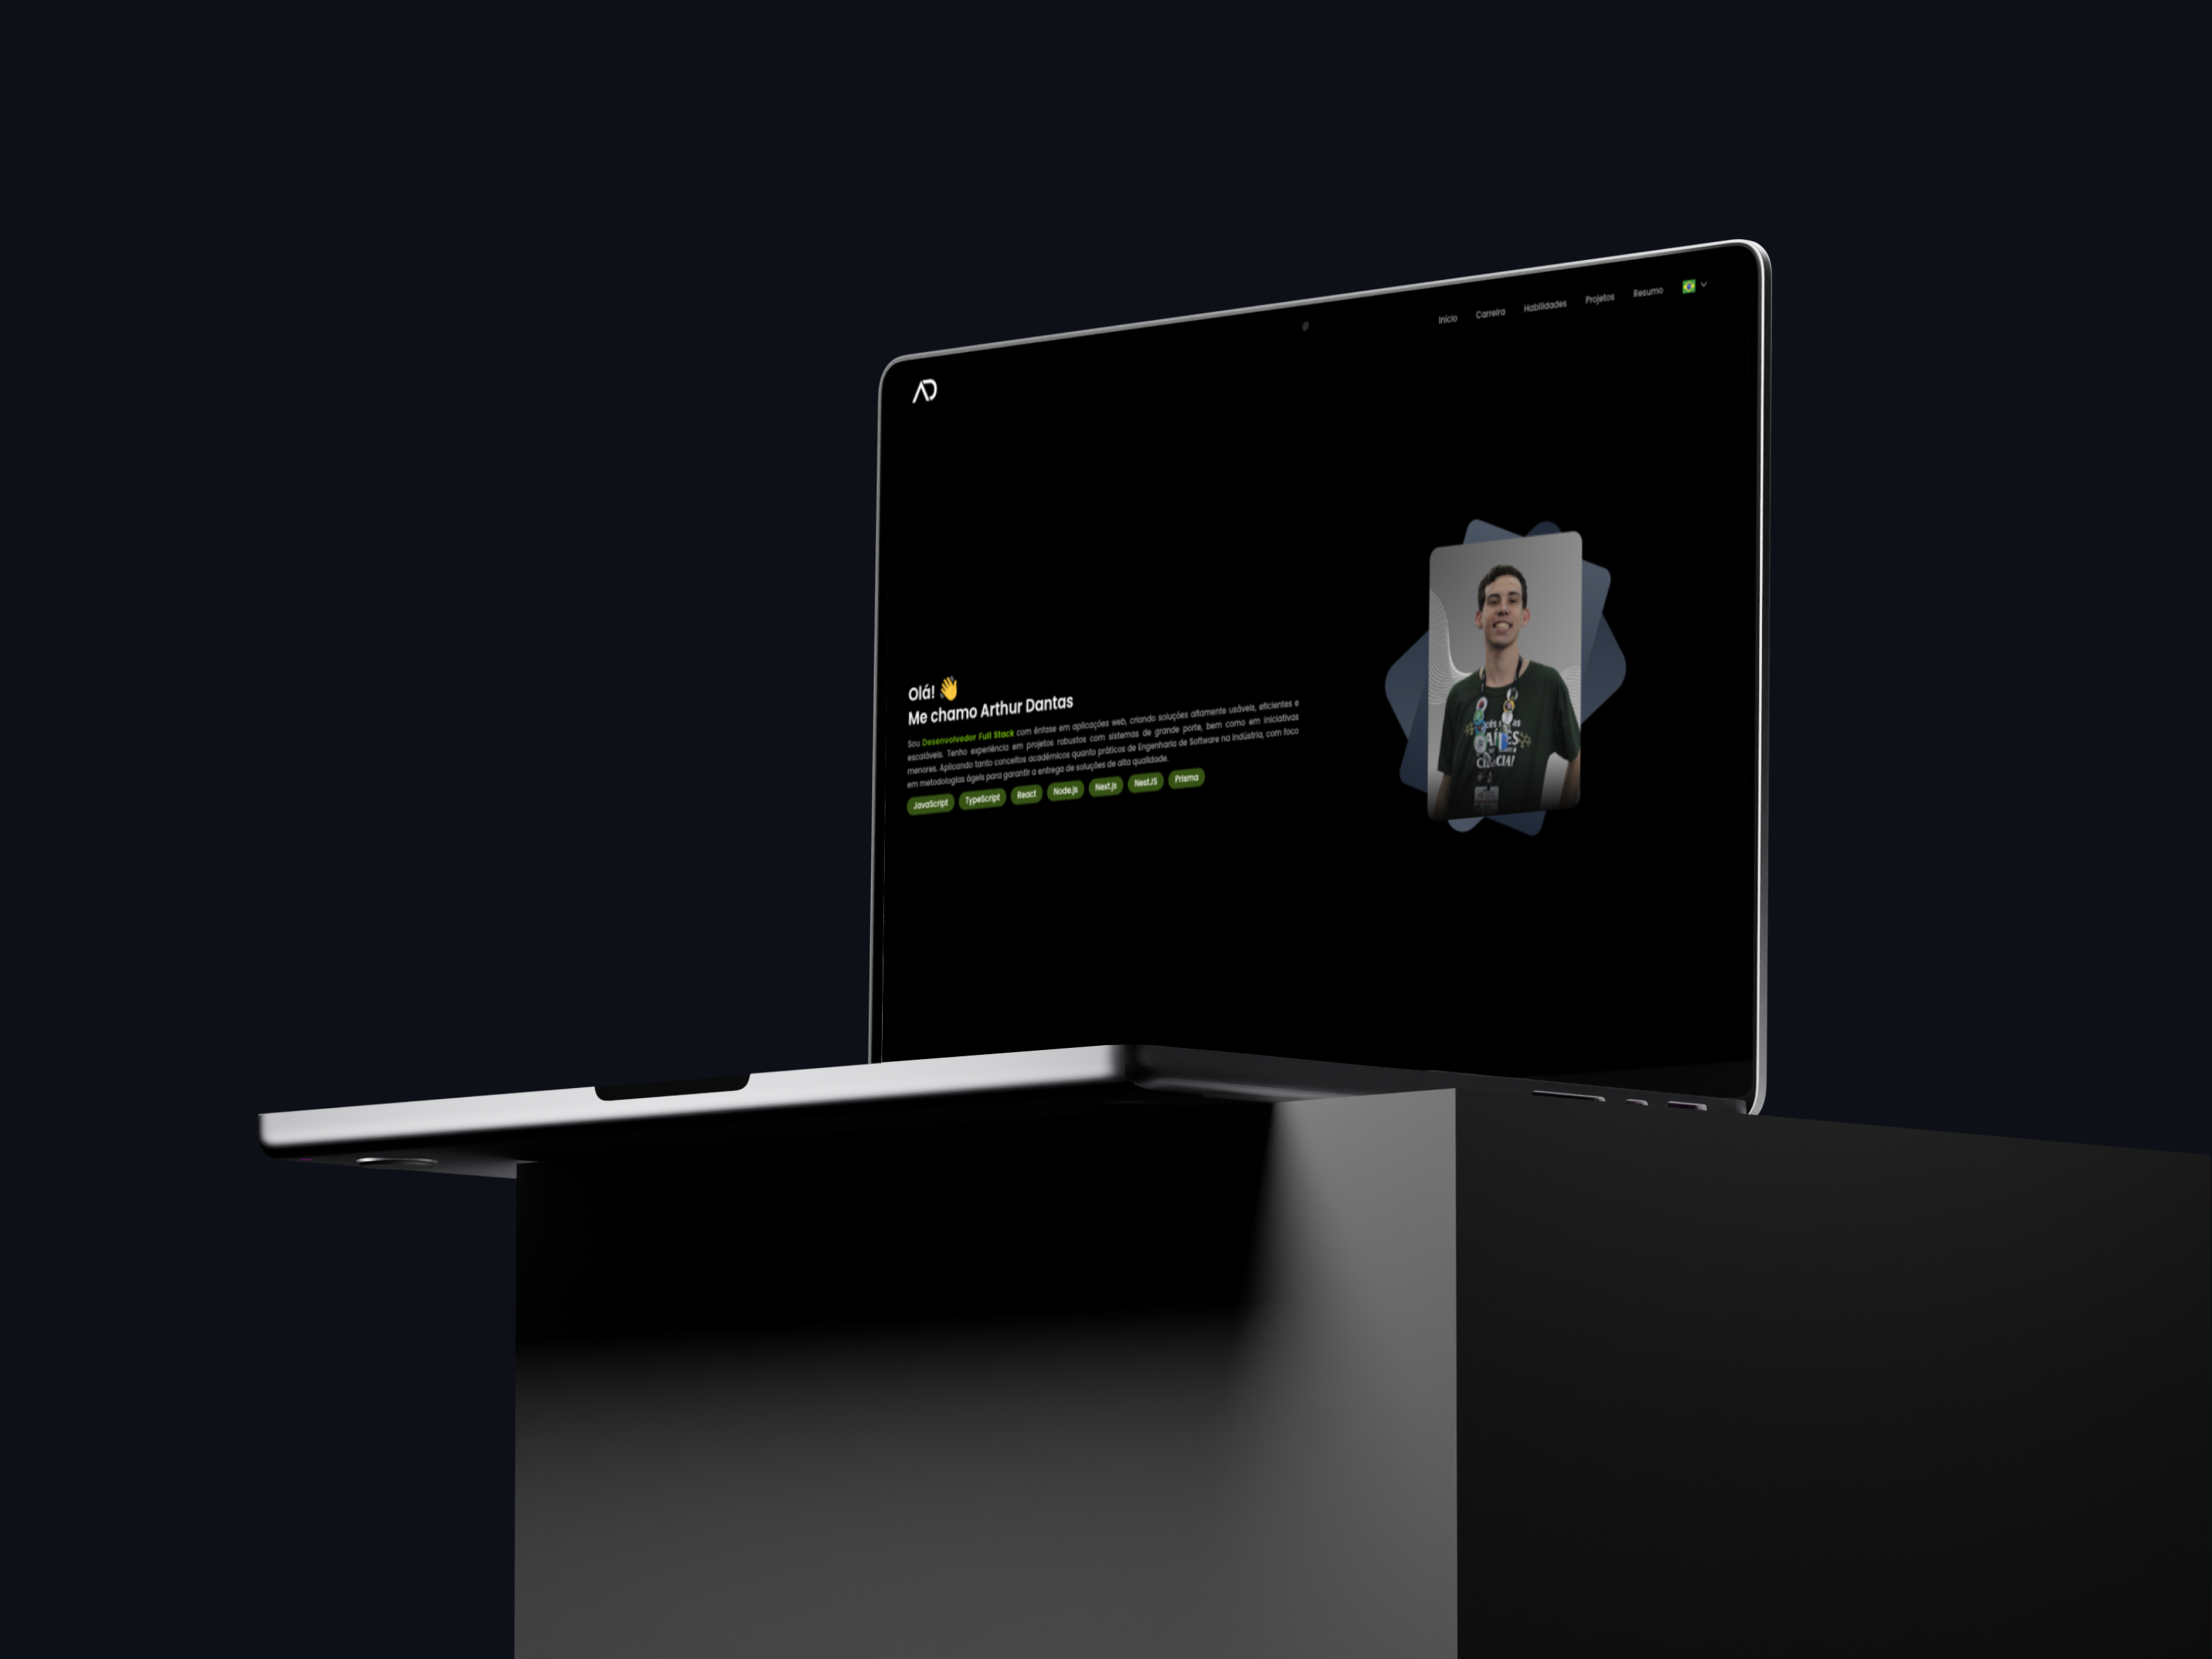 Início Carreira Habilidades Projetos Resumo
AD
Olá! 👋
Me chamo Arthur Dantas
Sou Desenvolvedor Full Stack com ênfase em aplicações web, criando soluções altamente usáveis, eficientes e
escaláveis. Tenho experiência em projetos robustos com sistemas de grande porte, bem como em iniciativas
menores. Aplicando tanto conceitos acadêmicos quanto práticos de Engenharia de Software na Indústria, com foco
em metodologias ágeis para garantir a entrega de soluções de alta qualidade.
JavaScript TypeScript React Node.js Next.js NestJS Prisma